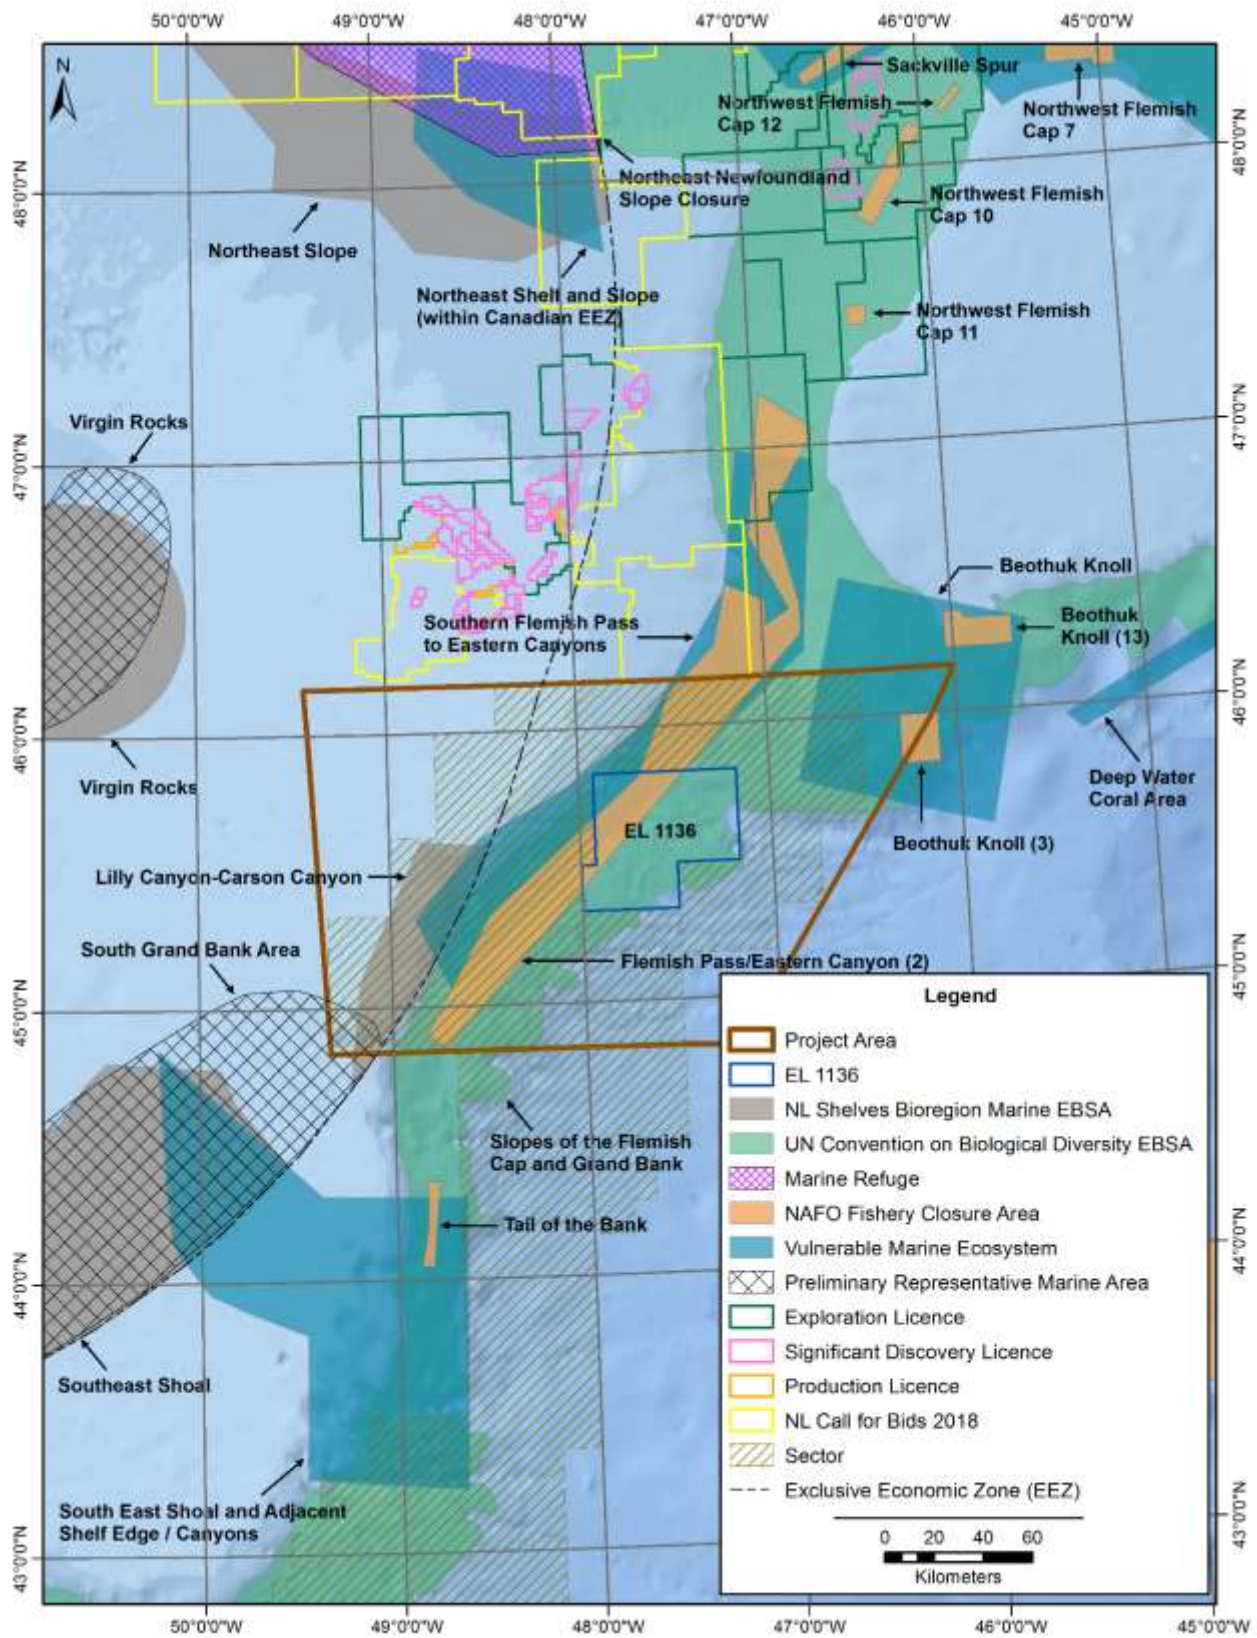 50°0'0"W 49°0'0"W 48°0'0"W 47°0'0"W 46°0'0"W 45°0'0"W
N
Sackville Spur
Northwest Flemish
Cap 12
Northwest Flemish
Cap 7
48°0'0"N
48°0'0"N
Northeast Newfoundland
Slope Closure
Northwest Flemish
Cap 10
Northeast Slope
Northeast Shelf and Slope
(within Canadian EEZ)
Northwest Flemish
Cap 11
Virgin Rocks
47°0'0"N
47°0'0"N
Beothuk Knoll
Southern Flemish Pass
to Eastern Canyons
Beothuk
Knoll (13)
46°0'0"N
46°0'0"N
Virgin Rocks
Deep Water
Coral Area
EL 1136
Beothuk Knoll (3)
Lilly Canyon-Carson Canyon
South Grand Bank Area
Flemish Pass/Eastern Canyon (2)
45°0'0"N
45°0'0"N
Slopes of the Flemish
Cap and Grand Bank
Tail of the Bank
44°0'0"N
44°0'0"N
Southeast Shoal
South East Shoal and Adjacent
Shelf Edge / Canyons
43°0'0"N
43°0'0"N
Legend
Project Area
EL 1136
NL Shelves Bioregion Marine EBSA
UN Convention on Biological Diversity EBSA
Marine Refuge
NAFO Fishery Closure Area
Vulnerable Marine Ecosystem
Preliminary Representative Marine Area
Exploration Licence
Significant Discovery Licence
Production Licence
NL Call for Bids 2018
Sector
Exclusive Economic Zone (EEZ)
0 20 40 60
Kilometers
50°0'0"W 49°0'0"W 48°0'0"W 47°0'0"W 46°0'0"W 45°0'0"W